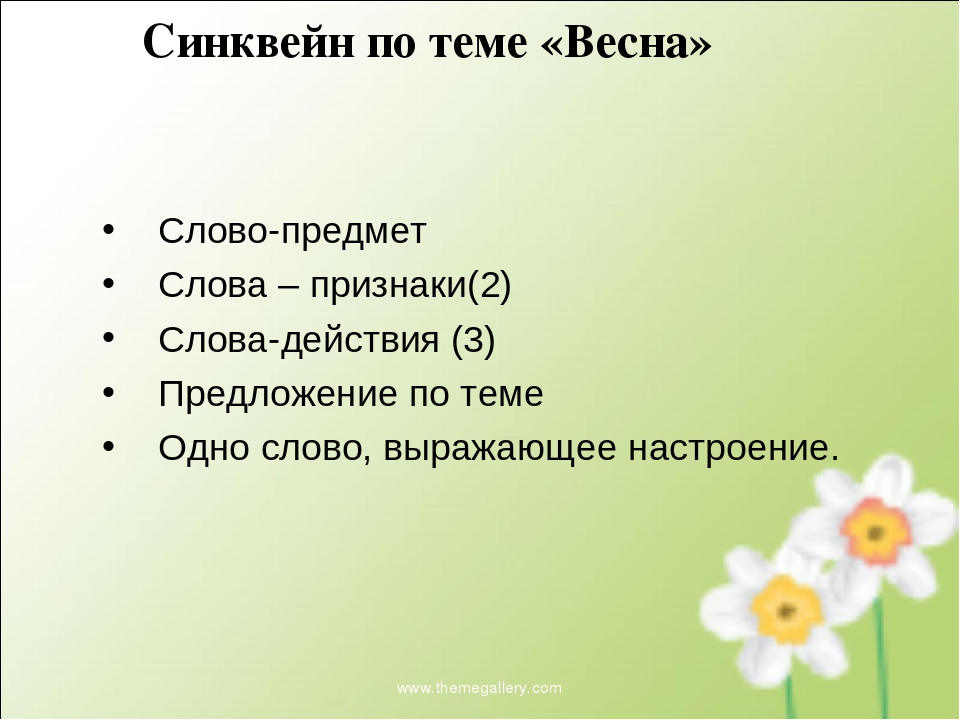 Синквейн по теме «Весна»
• Слово-предмет
• Слова – признаки(2)
• Слова-действия (3)
• Предложение по теме
• Одно слово, выражающее настроение.
www.themegallery.com